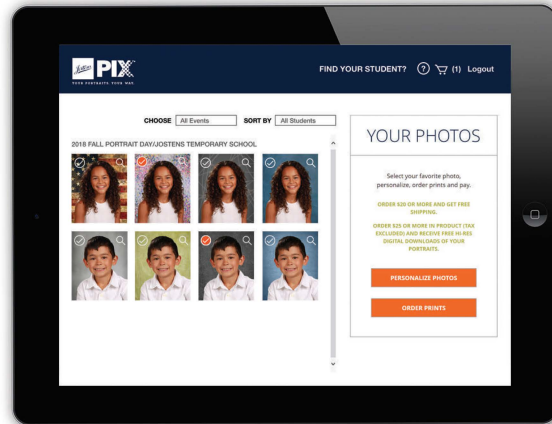 Jostens PIX
YOUR PORTRAITS. YOUR WAY.
FIND YOUR STUDENT? ? (1) Logout
CHOOSE All Events SORT BY All Students
2018 FALL PORTRAIT DAY/JOSTENS TEMPORARY SCHOOL
YOUR PHOTOS
Select your favorite photo,
personalize, order prints and pay.
ORDER $20 OR MORE AND GET FREE
SHIPPING.
ORDER $25 OR MORE IN PRODUCT (TAX
EXCLUDED) AND RECEIVE FREE HI-RES
DIGITAL DOWNLOADS OF YOUR
PORTRAITS.
PERSONALIZE PHOTOS
ORDER PRINTS